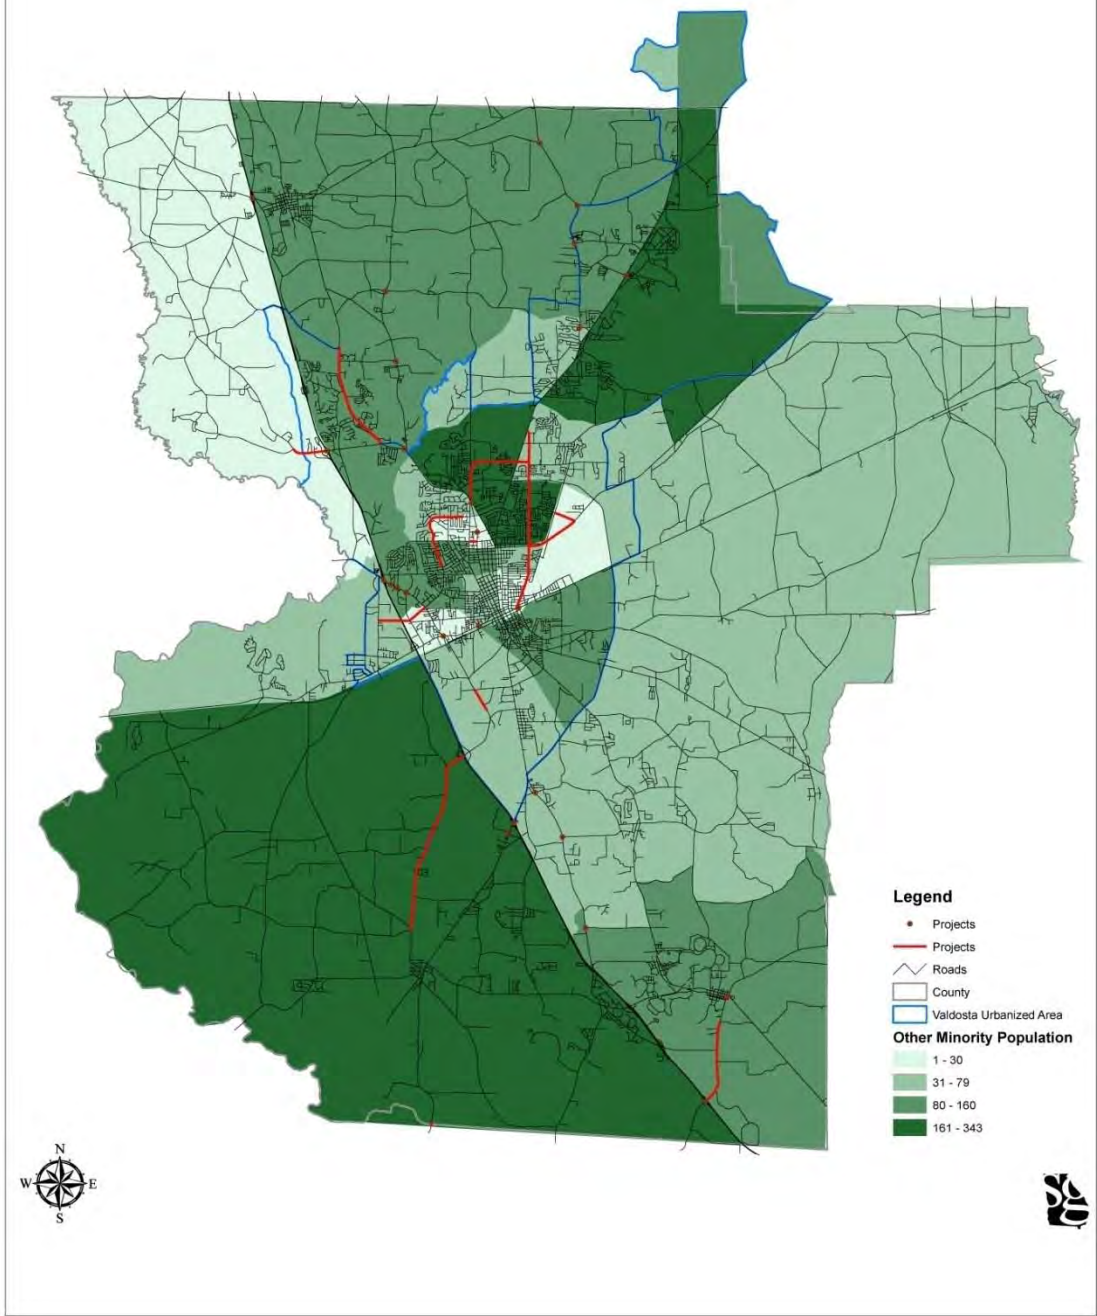 Legend
Projects
Projects
Roads
County
Valdosta Urbanized Area
Other Minority Population
1 - 30
31 - 79
80 - 160
161 - 343
N
W E
S